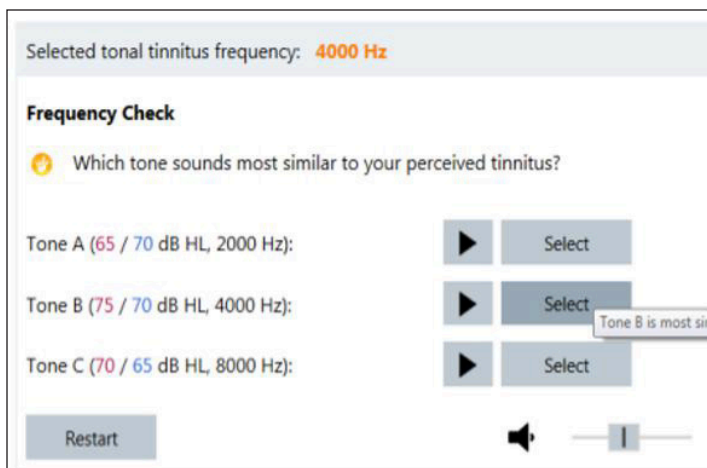 Selected tonal tinnitus frequency: 4000 Hz
Frequency Check
Which tone sounds most similar to your perceived tinnitus?
Tone A (65 / 70 dB HL, 2000 Hz): Select
Tone B (75 / 70 dB HL, 4000 Hz): Select
Tone B is most
Tone C (70 / 65 dB HL, 8000 Hz): Select
Restart